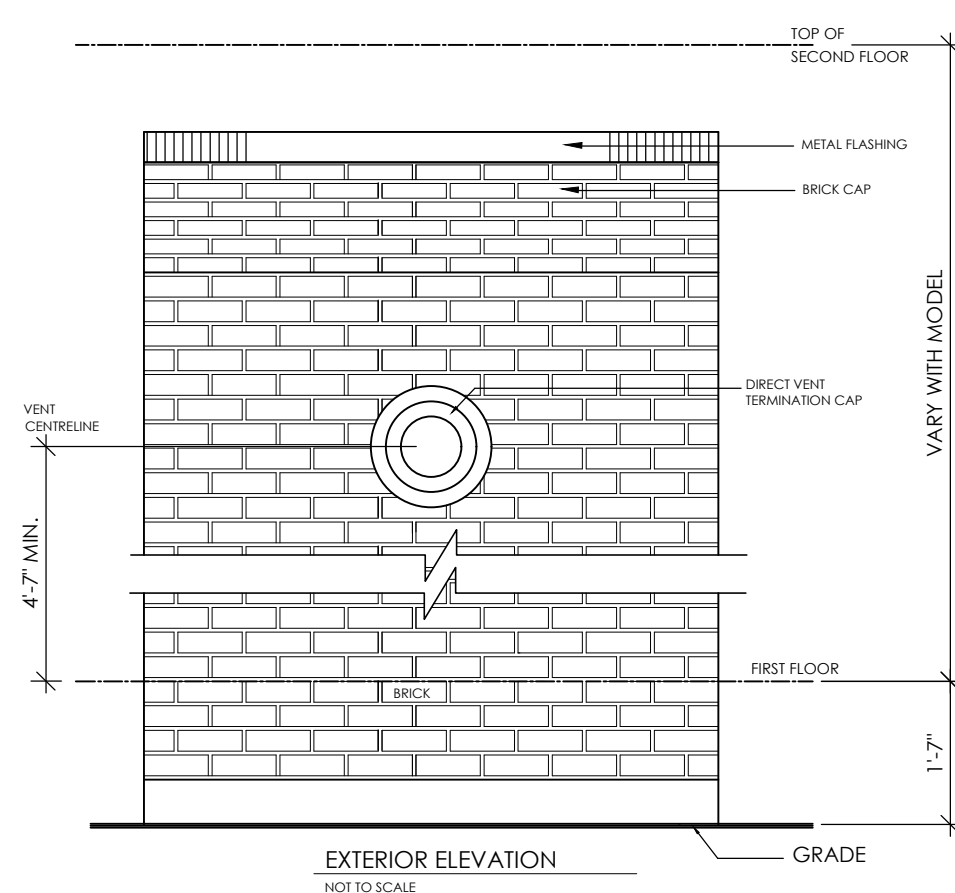 TOP OF
SECOND FLOOR
METAL FLASHING
BRICK CAP
VARY WITH MODEL
DIRECT VENT
TERMINATION CAP
VENT
CENTRELINE
4'-7" MIN.
FIRST FLOOR
BRICK
1'-7"
GRADE
EXTERIOR ELEVATION
NOT TO SCALE